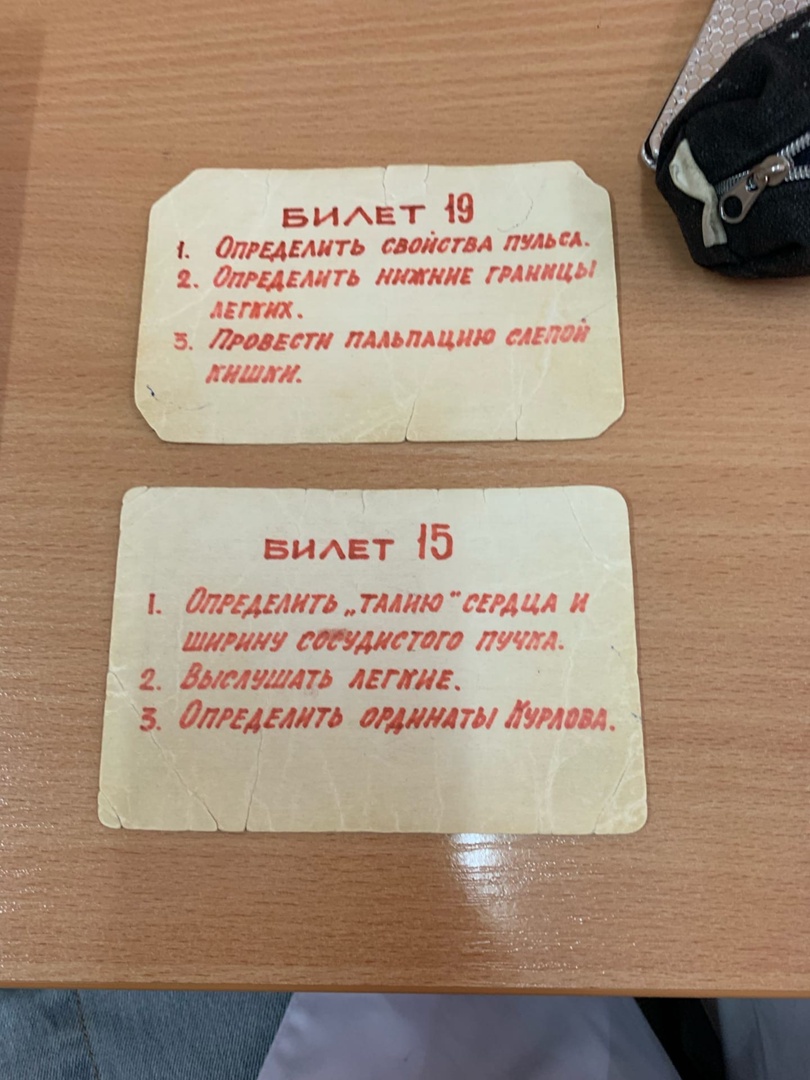 БИЛЕТ 19
1. ОПРЕДЕЛИТЬ СВОЙСТВА ПУЛЬСА.
2. ОПРЕДЕЛИТЬ НИЖНИЕ ГРАНИЦЫ
ЛЕГКИХ.
3. ПРОВЕСТИ ПАЛЬПАЦИЮ СЛЕПОЙ
КИШКИ.
БИЛЕТ 15
1. ОПРЕДЕЛИТЬ „ТАЛИЮ" СЕРДЦА И
ШИРИНУ СОСУДИСТОГО ПУЧКА.
2. ВЫСЛУШАТЬ ЛЕГКИЕ.
3. ОПРЕДЕЛИТЬ ОРДИНАТЫ КУРЛОВА.